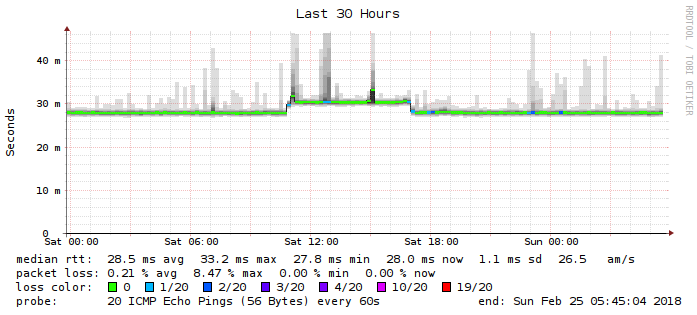 Last 30 Hours
RRDTOOL / TOBI OETIKER
Seconds
40 m
30 m
20 m
10 m
0
Sat 00:00 Sat 06:00 Sat 12:00 Sat 18:00 Sun 00:00
median rtt: 28.5 ms avg 33.2 ms max 27.8 ms min 28.0 ms now 1.1 ms sd 26.5 am/s
packet loss: 0.21 % avg 8.47 % max 0.00 % min 0.00 % now
loss color: 0 1/20 2/20 3/20 4/20 10/20 19/20
probe: 20 ICMP Echo Pings (56 Bytes) every 60s end: Sun Feb 25 05:45:04 2018